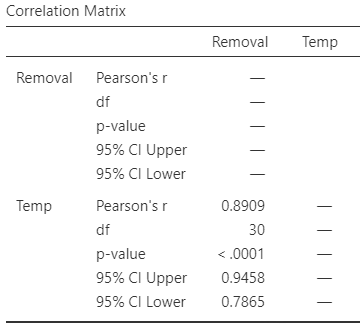 Correlation Matrix
Removal Temp
Removal Pearson's r — 
df —
p-value —
95% CI Upper —
95% CI Lower —
Temp Pearson's r 0.8909 —
df 30 —
p-value < .0001 —
95% CI Upper 0.9458 —
95% CI Lower 0.7865 —